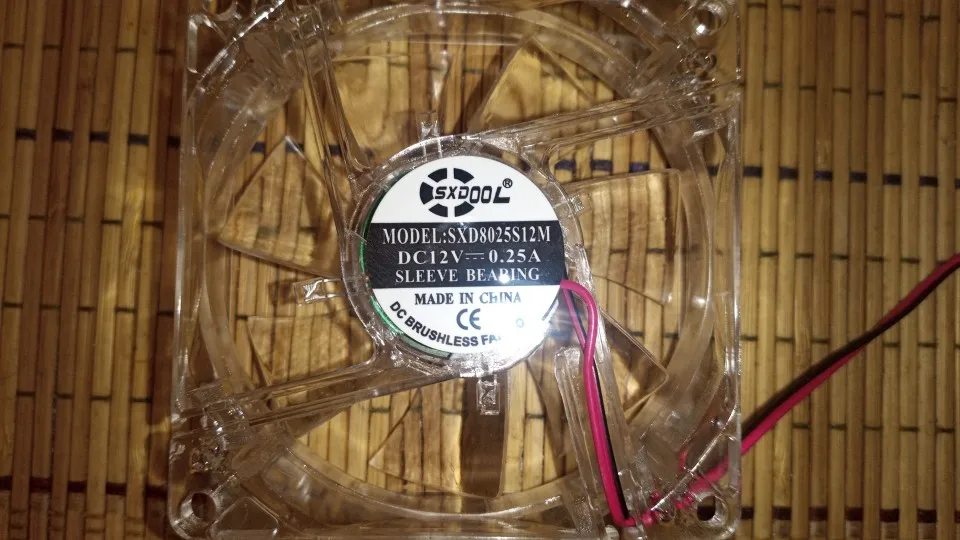 SXDOOL®
MODEL:SXD8025S12M
DC12V⎓0.25A
SLEEVE BEARING
MADE IN CHINA
CE
DC BRUSHLESS